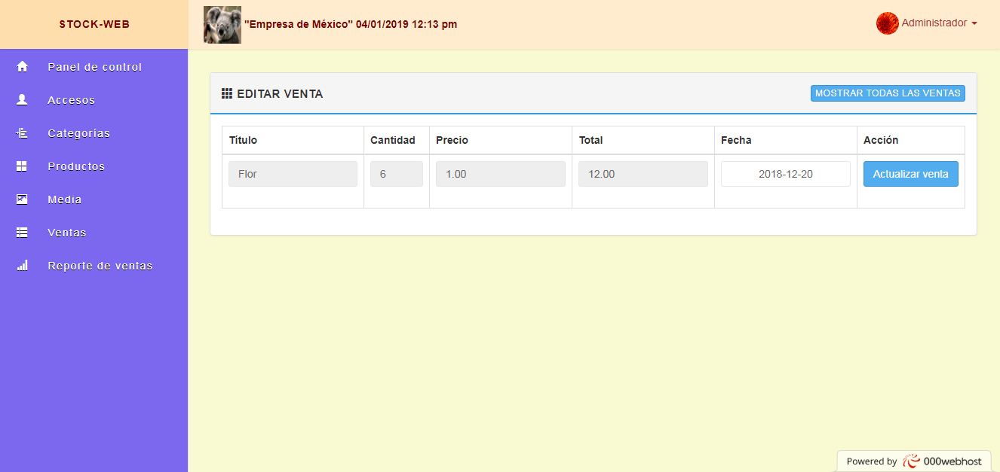 STOCK-WEB
"Empresa de México" 04/01/2019 12:13 pm
Administrador
Panel de control
Accesos
Categorías
Productos
Media
Ventas
Reporte de ventas
EDITAR VENTA
MOSTRAR TODAS LAS VENTAS
Título Cantidad Precio Total Fecha Acción
Flor 6 1.00 12.00 2018-12-20 Actualizar venta
Powered by 000webhost